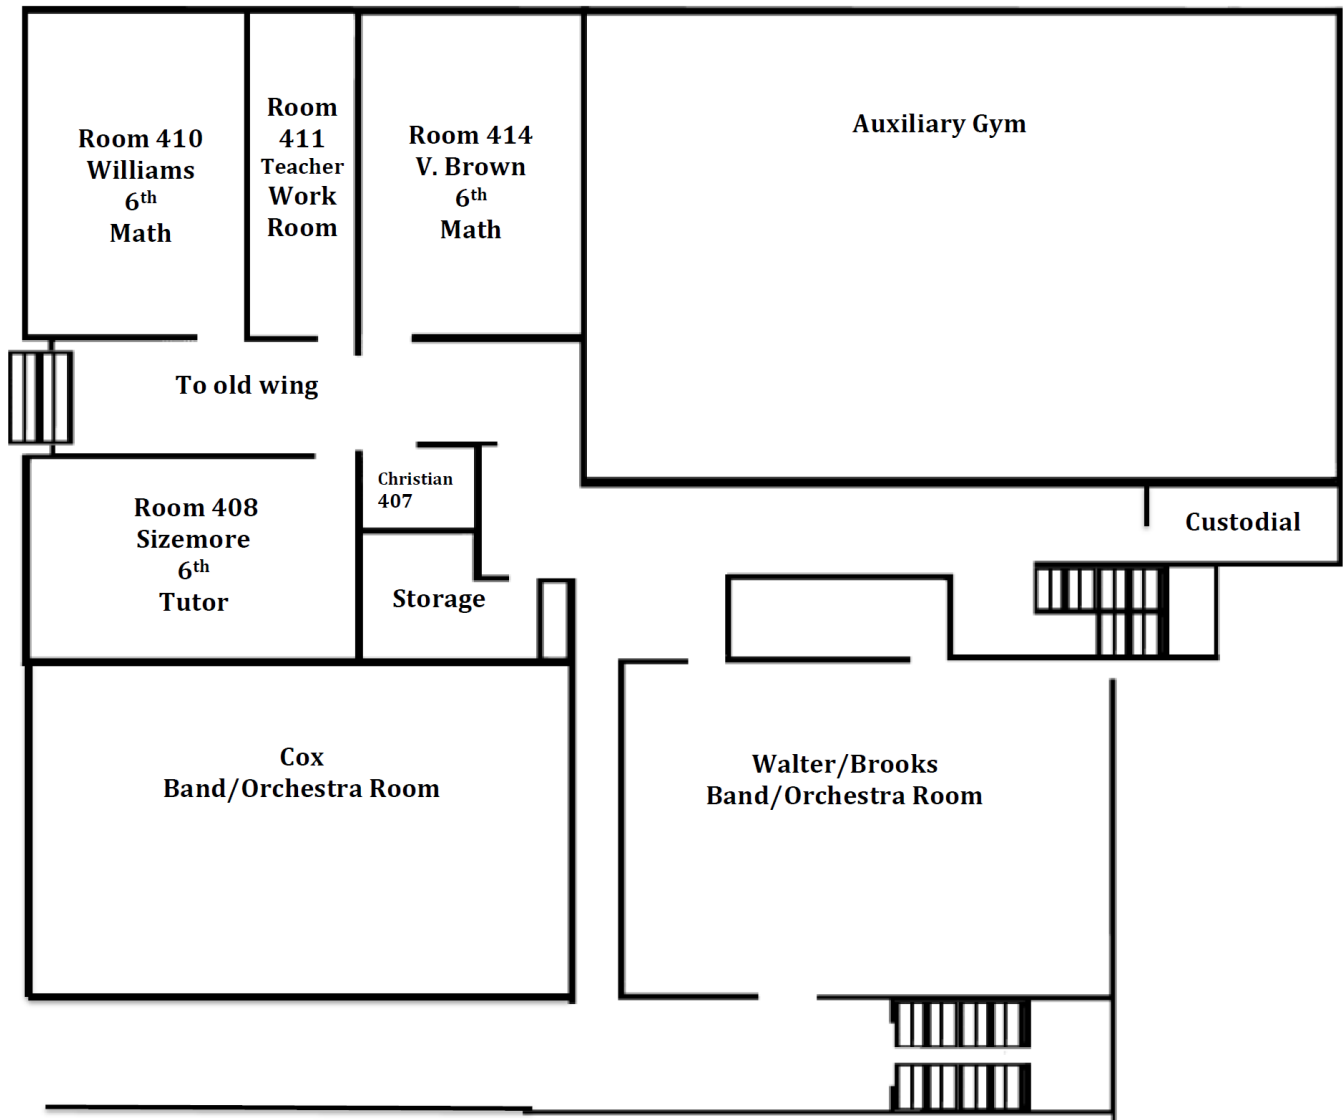 Room 410
Williams
6th
Math
Room
411
Teacher
Work
Room
Room 414
V. Brown
6th
Math
Auxiliary Gym
To old wing
Christian
407
Room 408
Sizemore
6th
Tutor
Storage
Custodial
Cox
Band/Orchestra Room
Walter/Brooks
Band/Orchestra Room